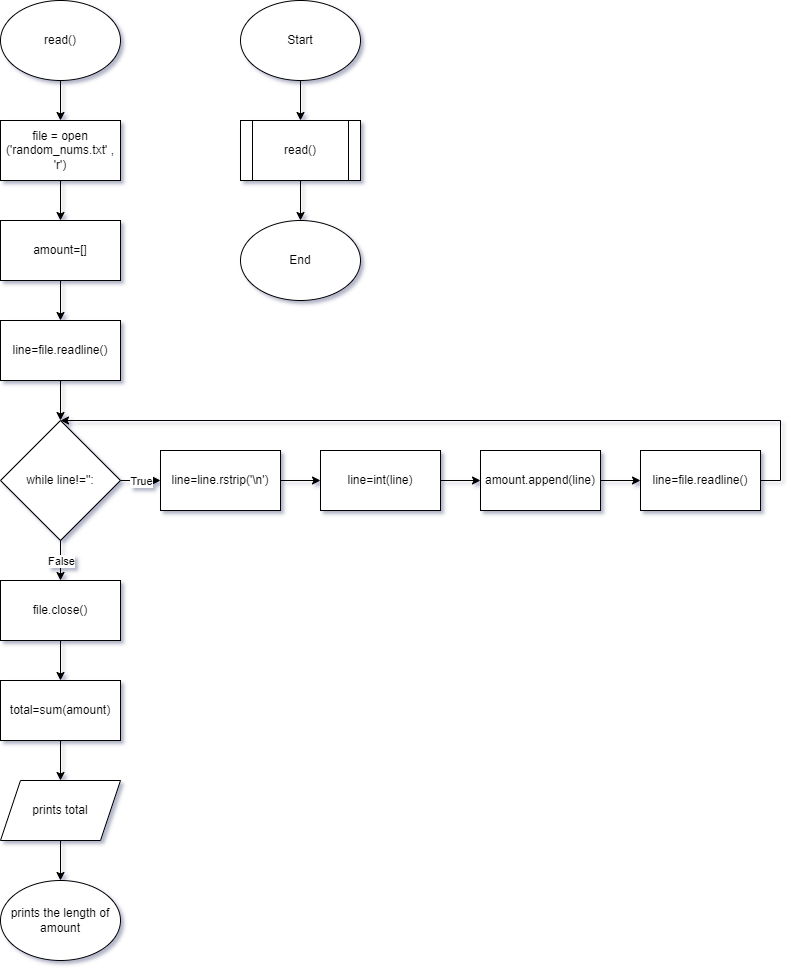 read()
Start
file = open
('random_nums.txt' ,
'r')
read()
amount=[]
End
line=file.readline()
while line!='':
True
line=line.rstrip('\n')
line=int(line)
amount.append(line)
line=file.readline()
False
file.close()
total=sum(amount)
prints total
prints the length of
amount